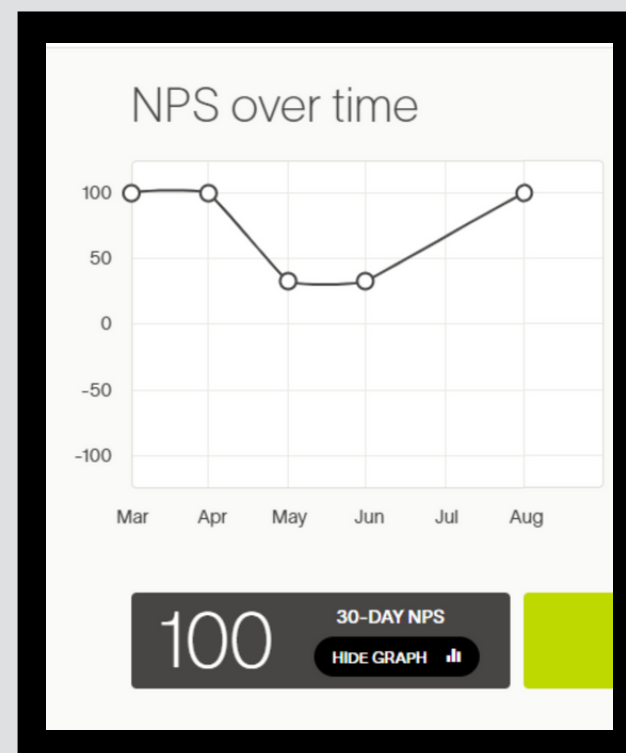 NPS over time
100
50
0
-50
-100
Mar Apr May Jun Jul Aug
100
30-DAY NPS
HIDE GRAPH